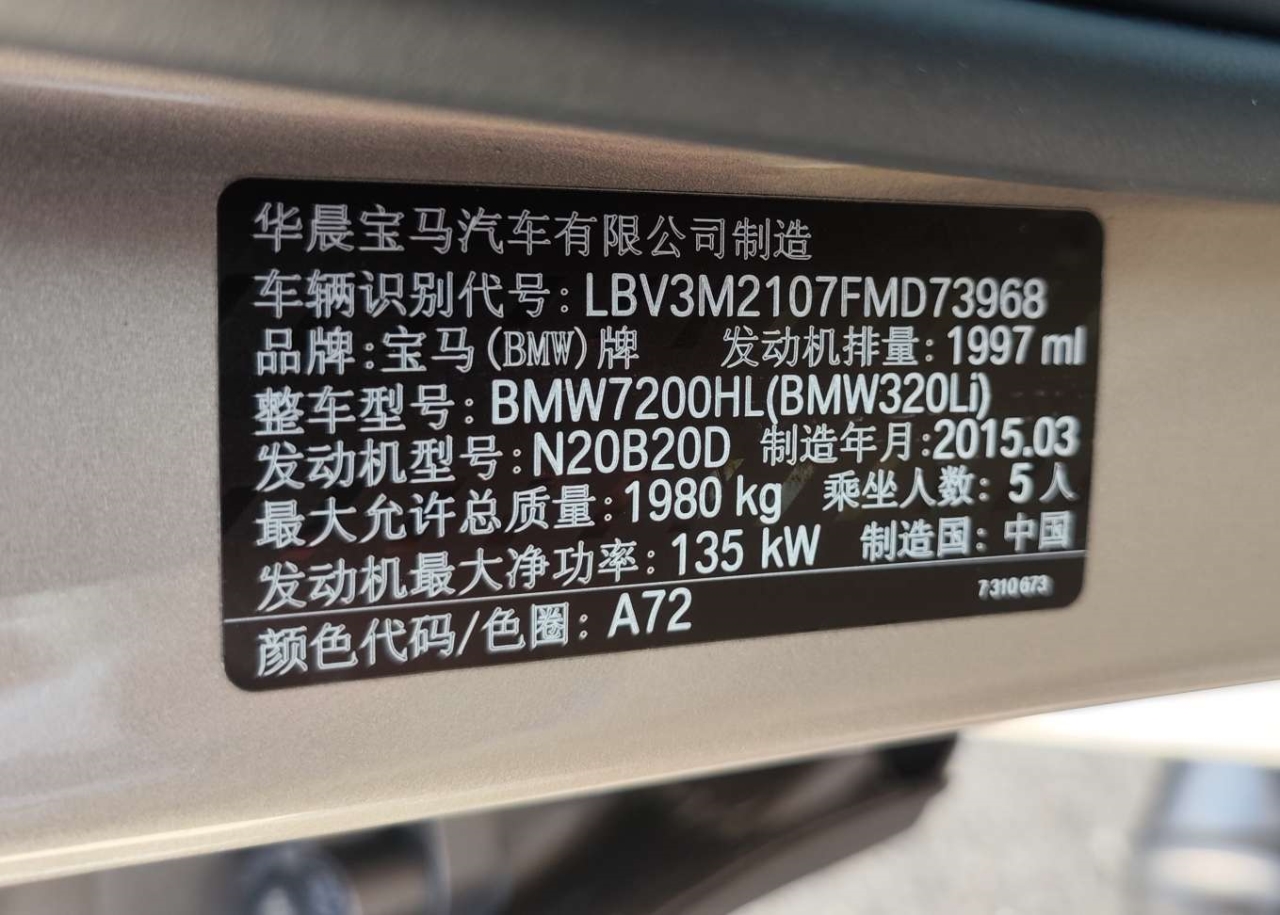 华晨宝马汽车有限公司制造
车辆识别代号: LBV3M2107FMD73968
品牌:宝马(BMW)牌 发动机排量: 1997 ml
整车型号: BMW7200HL(BMW320Li)
发动机型号: N20B20D 制造年月:2015.03
最大允许总质量: 1980 kg 乘坐人数: 5人
发动机最大净功率: 135 kW 制造国: 中国
7310673
颜色代码/色圈: A72